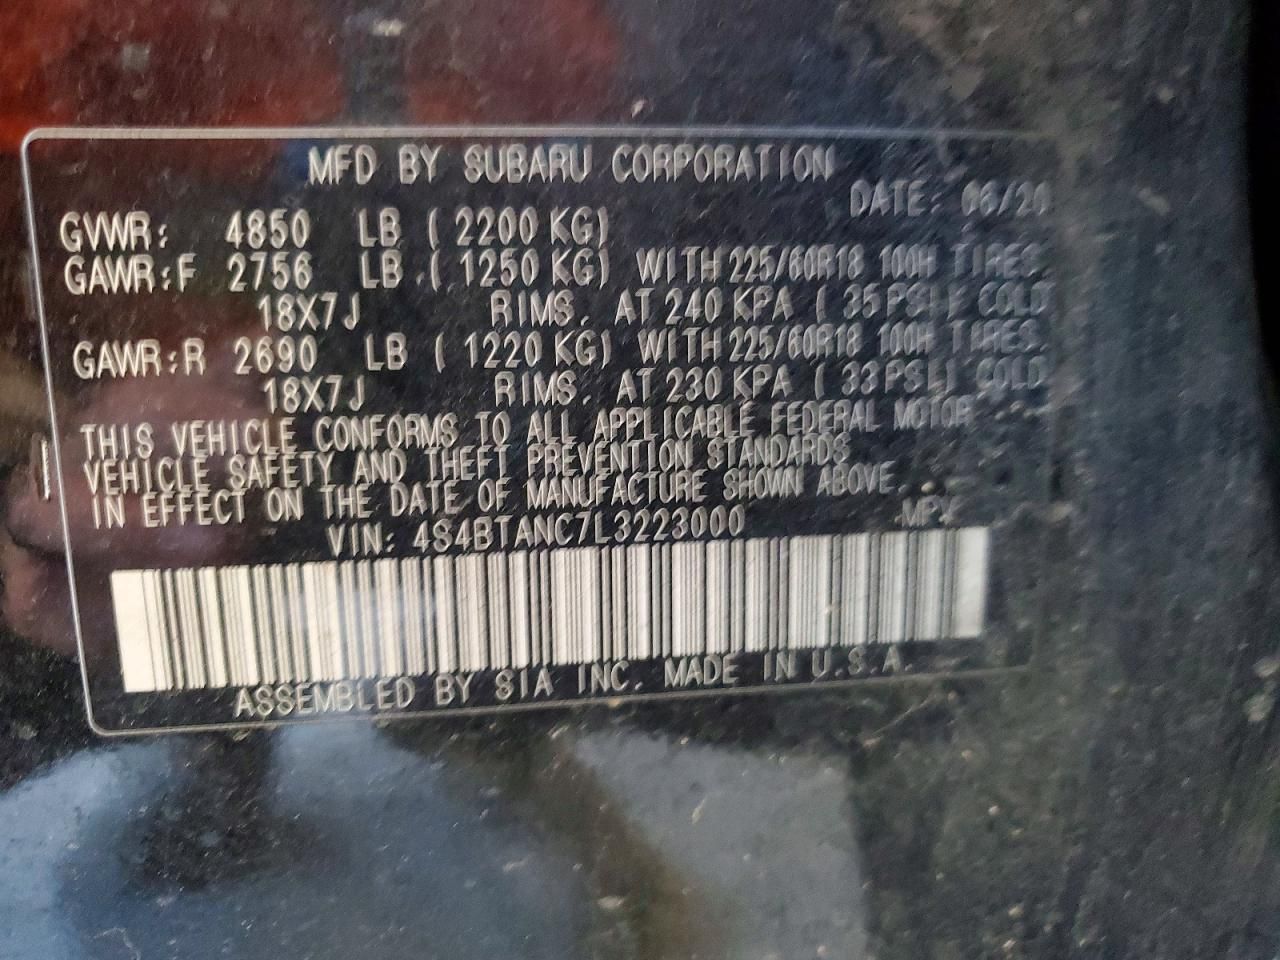 MFD BY SUBARU CORPORATION
DATE: 06/20
GVWR: 4850 LB ( 2200 KG)
GAWR:F 2756 LB ( 1250 KG) WITH 225/60R18 100H TIRES.
18X7J RIMS. AT 240 KPA ( 35 PSL) COLD
GAWR:R 2690 LB ( 1220 KG) WITH 225/60R18 100H TIRES.
18X7J RIMS. AT 230 KPA ( 33 PSL) COLD
THIS VEHICLE CONFORMS TO ALL APPLICABLE FEDERAL MOTOR
VEHICLE SAFETY AND THEFT PREVENTION STANDARDS
IN EFFECT ON THE DATE OF MANUFACTURE SHOWN ABOVE.
VIN: 4S4BTANC7L3223000 MPV
ASSEMBLED BY SIA INC. MADE IN U.S.A.